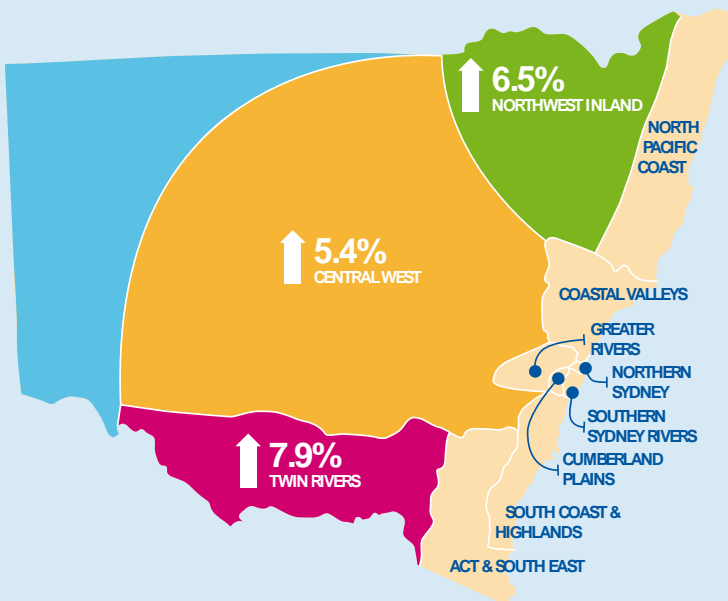 6.5%
NORTHWEST INLAND
NORTH
PACIFIC
COAST
5.4%
CENTRAL WEST
COASTAL VALLEYS
GREATER
RIVERS
NORTHERN
SYDNEY
SOUTHERN
SYDNEY RIVERS
CUMBERLAND
PLAINS
7.9%
TWIN RIVERS
SOUTH COAST &
HIGHLANDS
ACT & SOUTH EAST